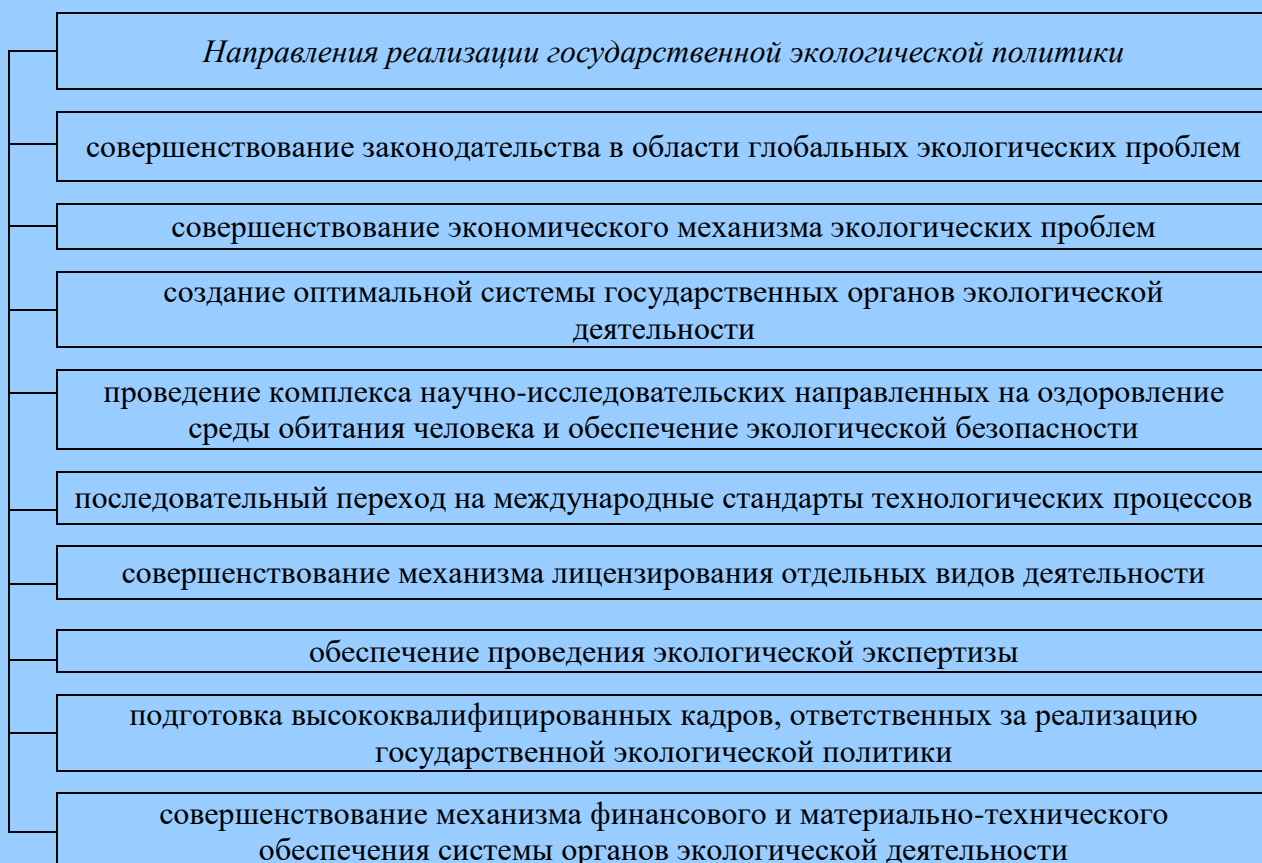 Направления реализации государственной экологической политики
совершенствование законодательства в области глобальных экологических проблем
совершенствование экономического механизма экологических проблем
создание оптимальной системы государственных органов экологической
деятельности
проведение комплекса научно-исследовательских направленных на оздоровление
среды обитания человека и обеспечение экологической безопасности
последовательный переход на международные стандарты технологических процессов
совершенствование механизма лицензирования отдельных видов деятельности
обеспечение проведения экологической экспертизы
подготовка высококвалифицированных кадров, ответственных за реализацию
государственной экологической политики
совершенствование механизма финансового и материально-технического
обеспечения системы органов экологической деятельности